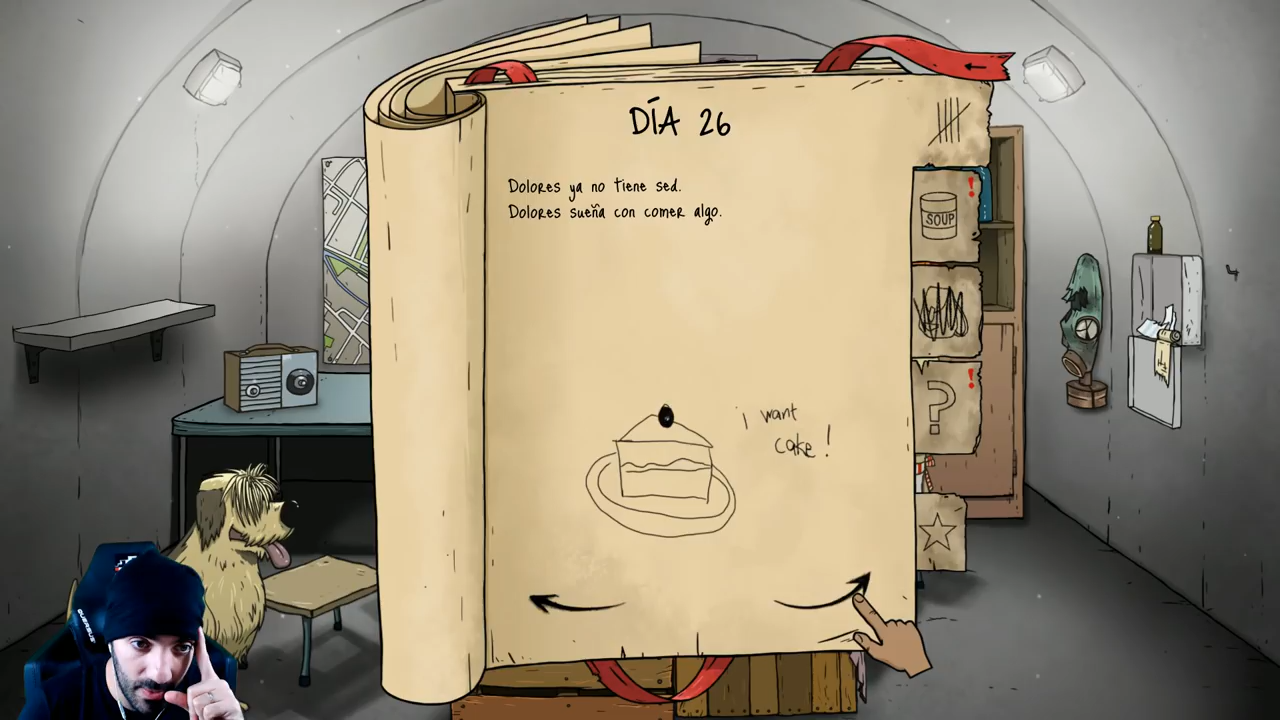 DÍA 26
Dolores ya no tiene sed.
Dolores sueña con comer algo.
SOUP
?
i want
cake!